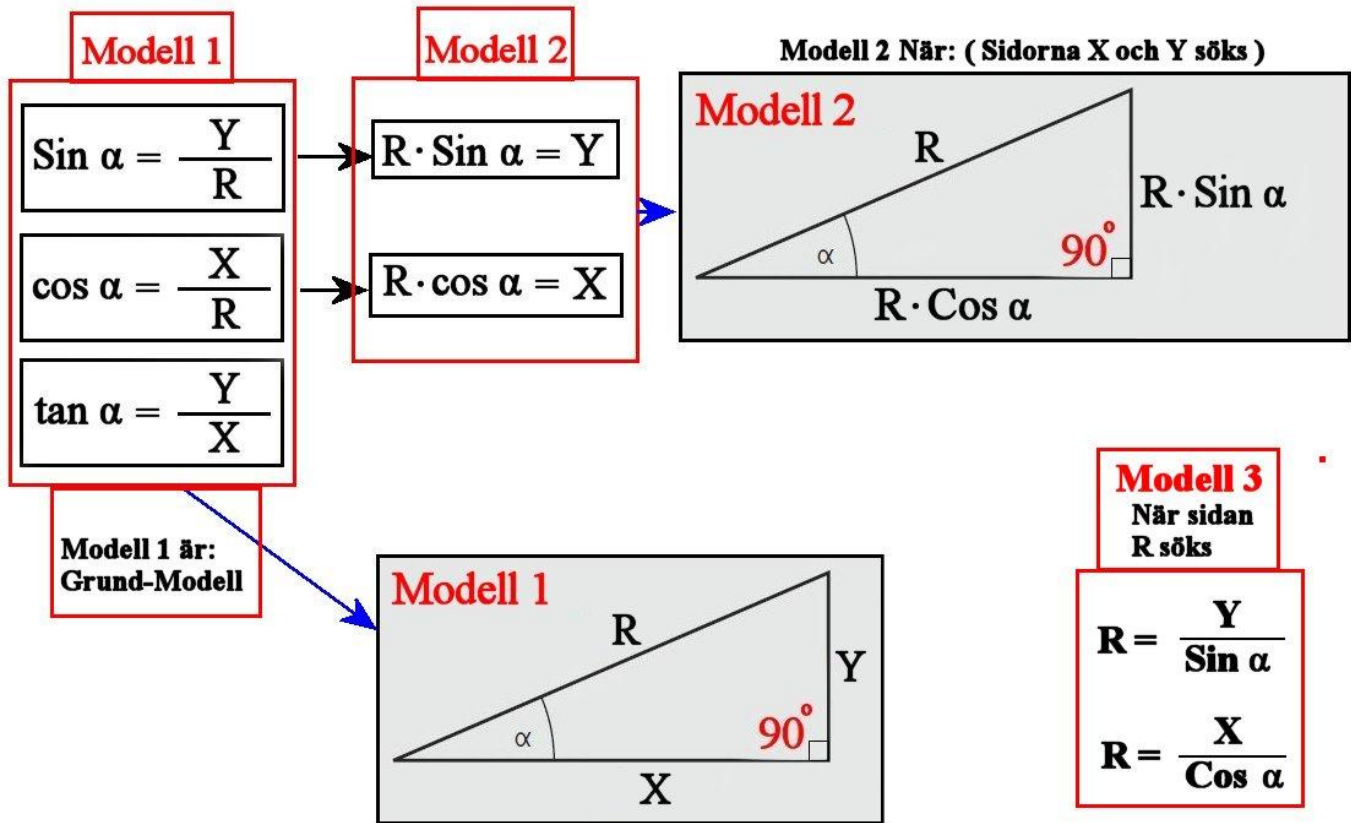 Modell 1
Sin α = Y / R
cos α = X / R
tan α = Y / X
Modell 1 är:
Grund-Modell
Modell 2
R · Sin α = Y
R · cos α = X
Modell 2 När: ( Sidorna X och Y söks )
Modell 2
R
R · Sin α
α
90°
R · Cos α
Modell 1
R
Y
α
90°
X
Modell 3
När sidan
R söks
R = Y / Sin α
R = X / Cos α